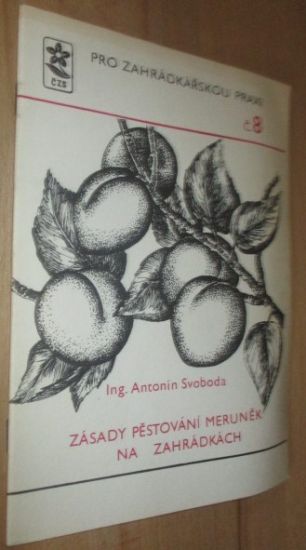 ČZS
PRO ZAHRÁDKÁŘSKOU PRAXI
č.8
Ing. Antonín Svoboda
ZÁSADY PĚSTOVÁNÍ MERUNĚK
NA ZAHRÁDKÁCH